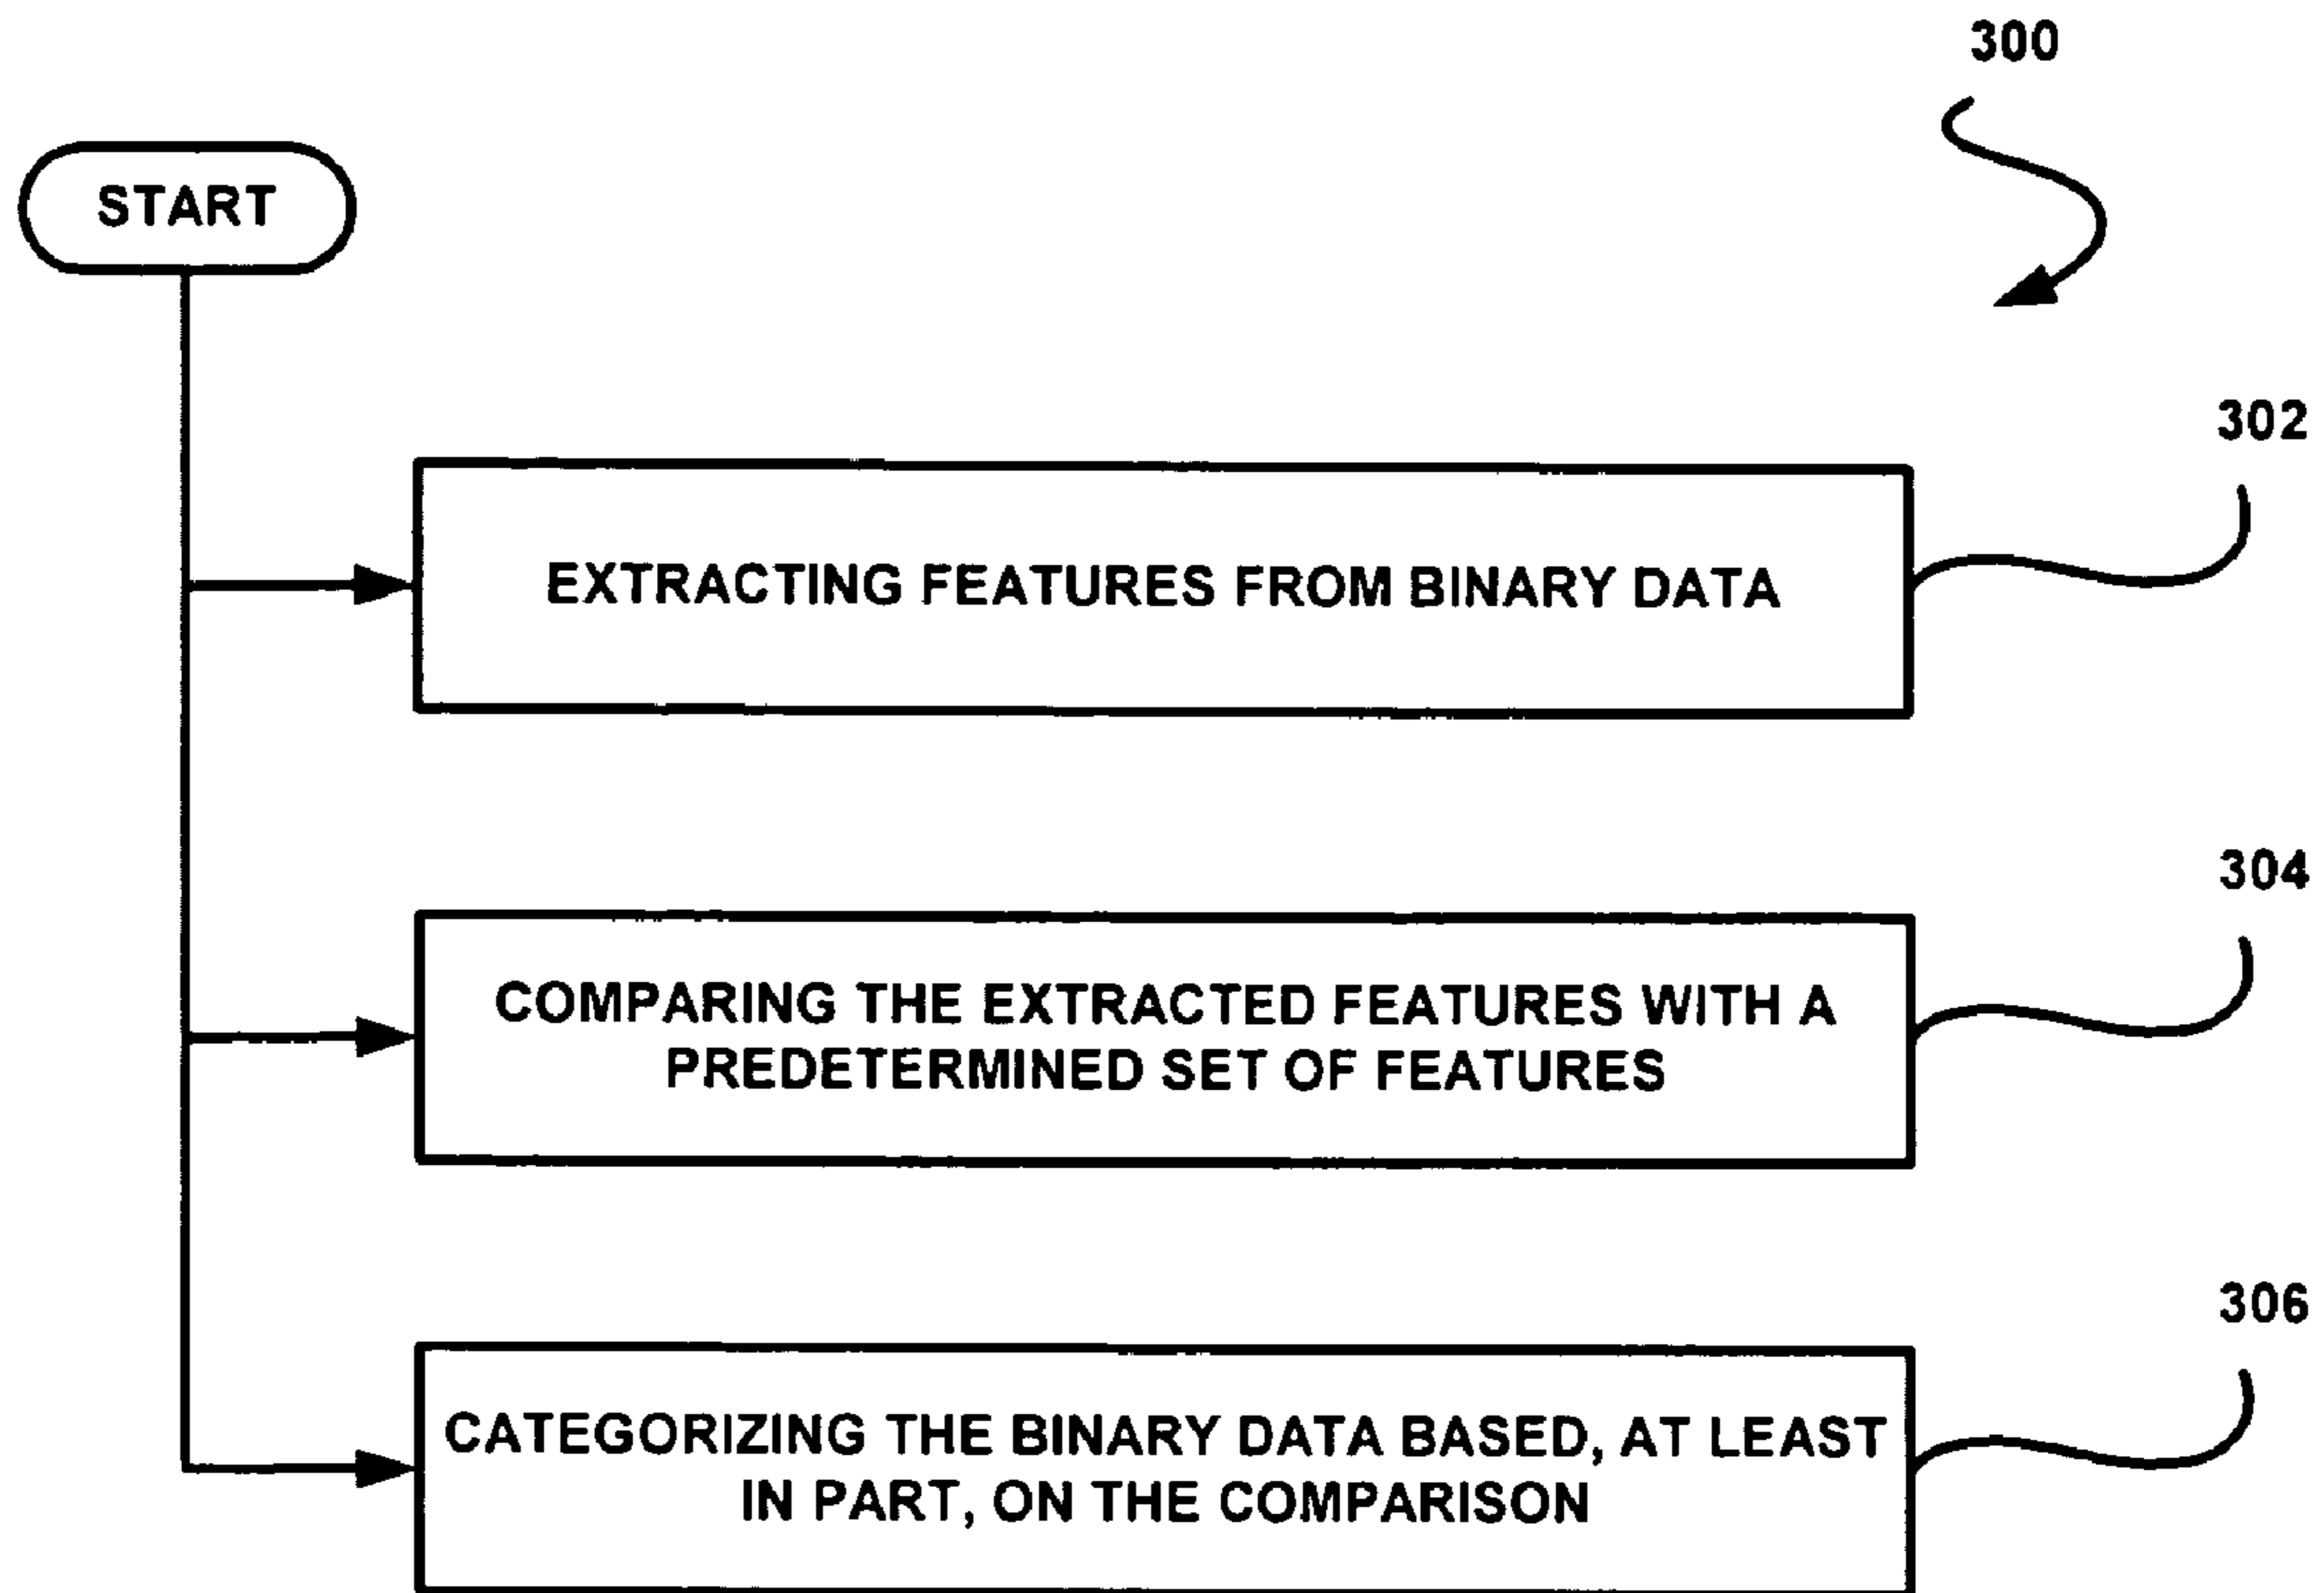 300
START
302
EXTRACTING FEATURES FROM BINARY DATA
304
COMPARING THE EXTRACTED FEATURES WITH A
PREDETERMINED SET OF FEATURES
306
CATEGORIZING THE BINARY DATA BASED, AT LEAST
IN PART, ON THE COMPARISON